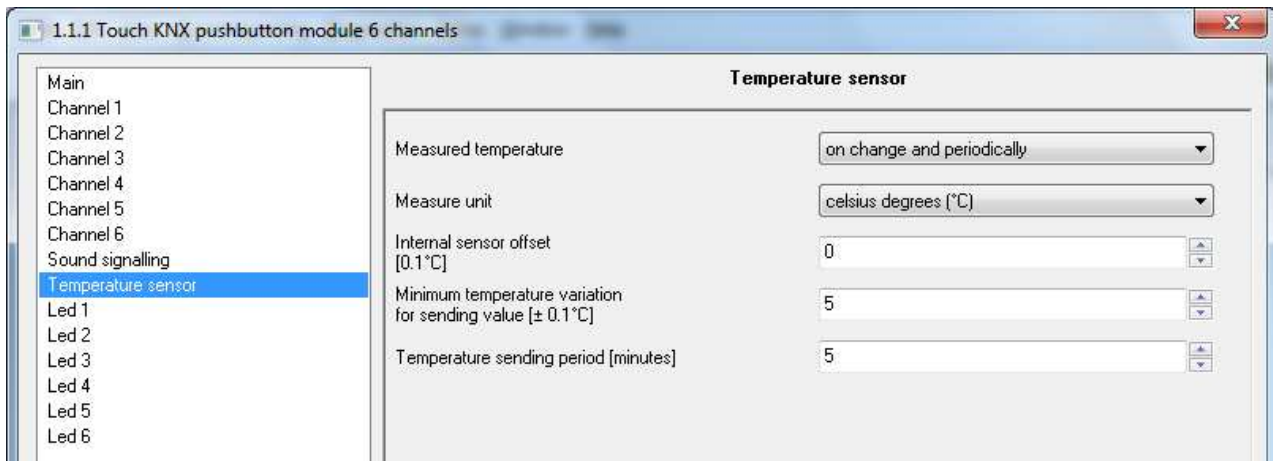 1.1.1 Touch KNX pushbutton module 6 channels
Main
Channel 1
Channel 2
Channel 3
Channel 4
Channel 5
Channel 6
Sound signalling
Temperature sensor
Led 1
Led 2
Led 3
Led 4
Led 5
Led 6
Temperature sensor
Measured temperature
on change and periodically
Measure unit
celsius degrees (°C)
Internal sensor offset
[0.1°C]
0
Minimum temperature variation
for sending value [± 0.1°C]
5
Temperature sending period [minutes]
5